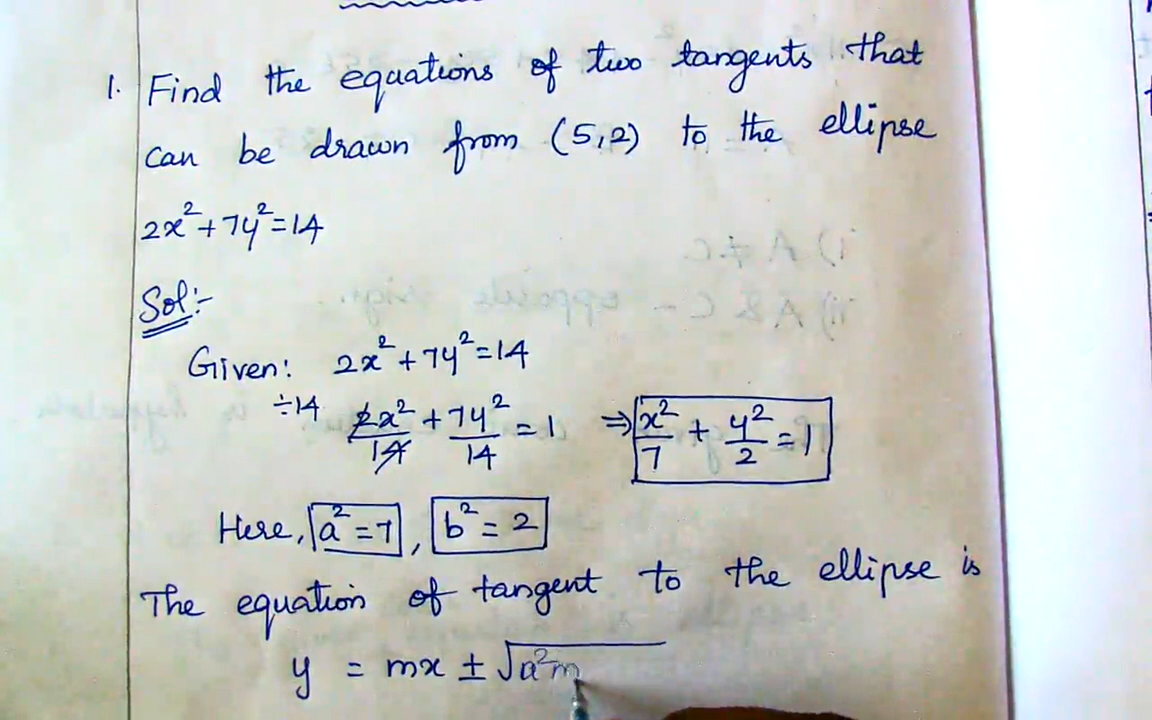 1. Find the equations of two tangents that
can be drawn from (5,2) to the ellipse
2x²+7y²=14
Sol:-
Given: 2x²+7y²=14
÷14 2x²/14 + 7y²/14 = 1 ⇒ x²/7 + y²/2 = 1
Here, a²=7, b²=2
The equation of tangent to the ellipse is
y = mx ± √a²m